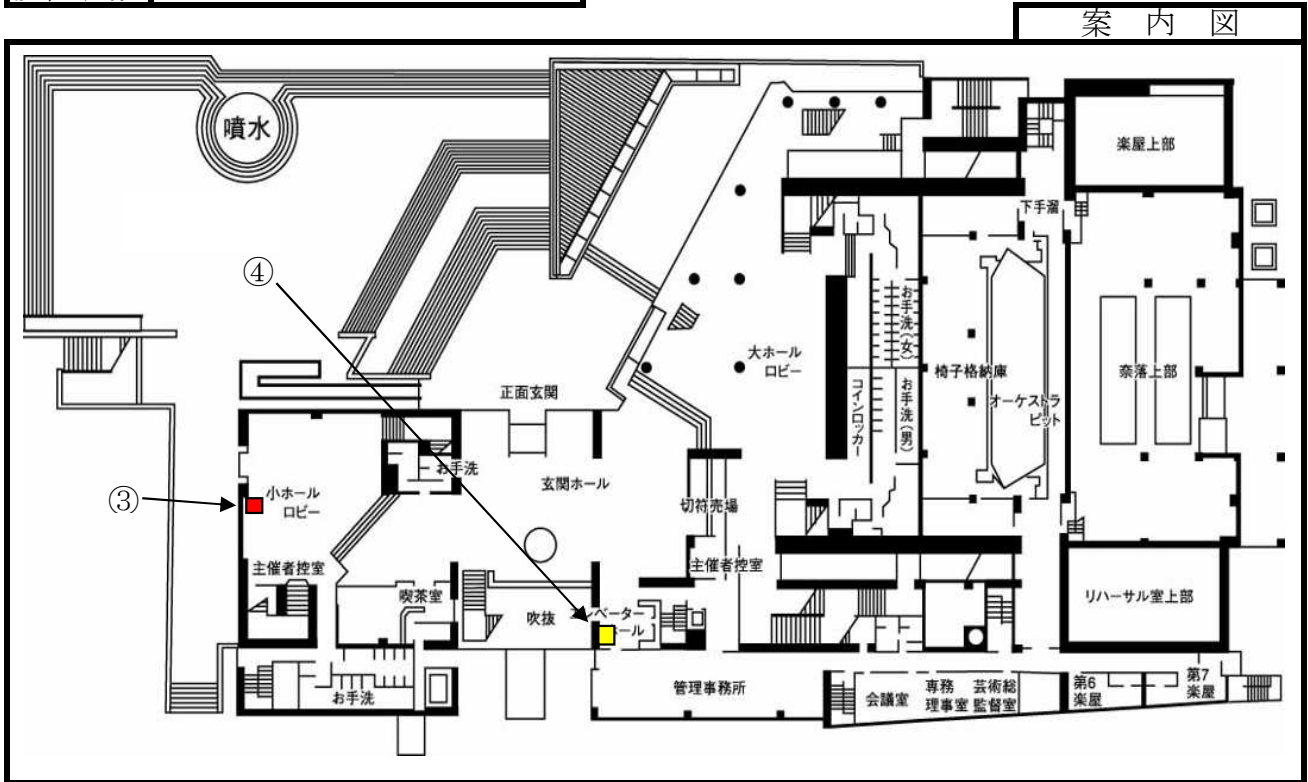 案 内 図
噴水
楽屋上部
下手溜
④
お手洗(女)
大ホール
ロビー
椅子格納庫
奈落上部
正面玄関
コインロッカー
お手洗(男)
オーケストラ
ピット
お手洗
③
小ホール
ロビー
玄関ホール
切符売場
主催者控室
主催者控室
喫茶室
リハーサル室上部
吹抜
ベーター
ール
管理事務所
お手洗
会議室
専務
理事室
芸術総
監督室
第6
楽屋
第7
楽屋